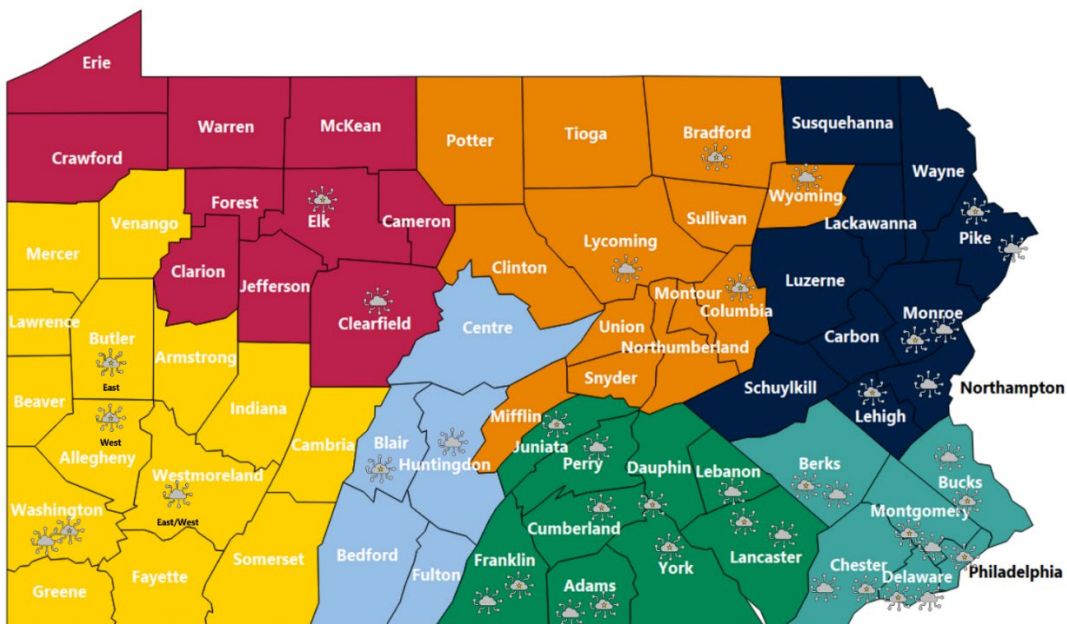 Erie
Warren
McKean
Crawford
Potter
Tioga
Bradford
Susquehanna
Wayne
Wyoming
Lackawanna
Pike
Forest
Elk
Cameron
Venango
Mercer
Clarion
Jefferson
Clearfield
Clinton
Lycoming
Sullivan
Luzerne
Monroe
Carbon
Lawrence
Butler
East
Armstrong
Centre
Union
Montour
Columbia
Northumberland
Snyder
Schuylkill
Northampton
Lehigh
Beaver
West
Allegheny
Indiana
Cambria
Blair
Huntingdon
Mifflin
Juniata
Perry
Dauphin
Lebanon
Berks
Bucks
Montgomery
Westmoreland
East/West
Washington
Greene
Fayette
Somerset
Bedford
Fulton
Franklin
Cumberland
Adams
York
Lancaster
Chester
Delaware
Philadelphia